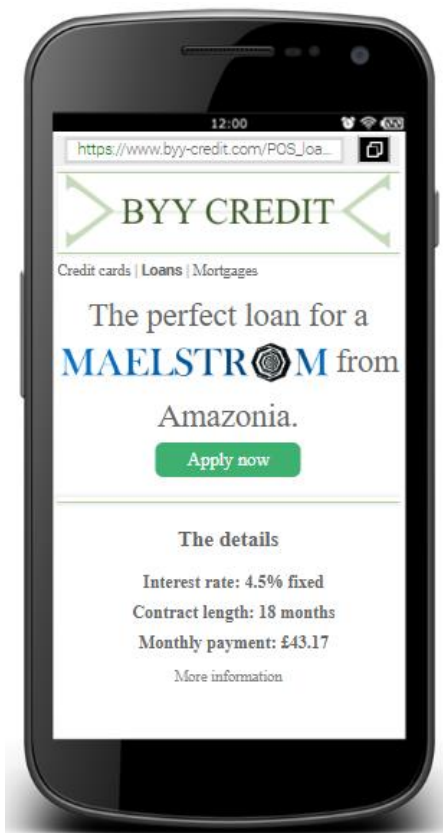 12:00
https://www.byy-credit.com/POS_loa...
BYY CREDIT
Credit cards | Loans | Mortgages
The perfect loan for a
MAELSTROM from
Amazonia.
Apply now
The details
Interest rate: 4.5% fixed
Contract length: 18 months
Monthly payment: £43.17
More information